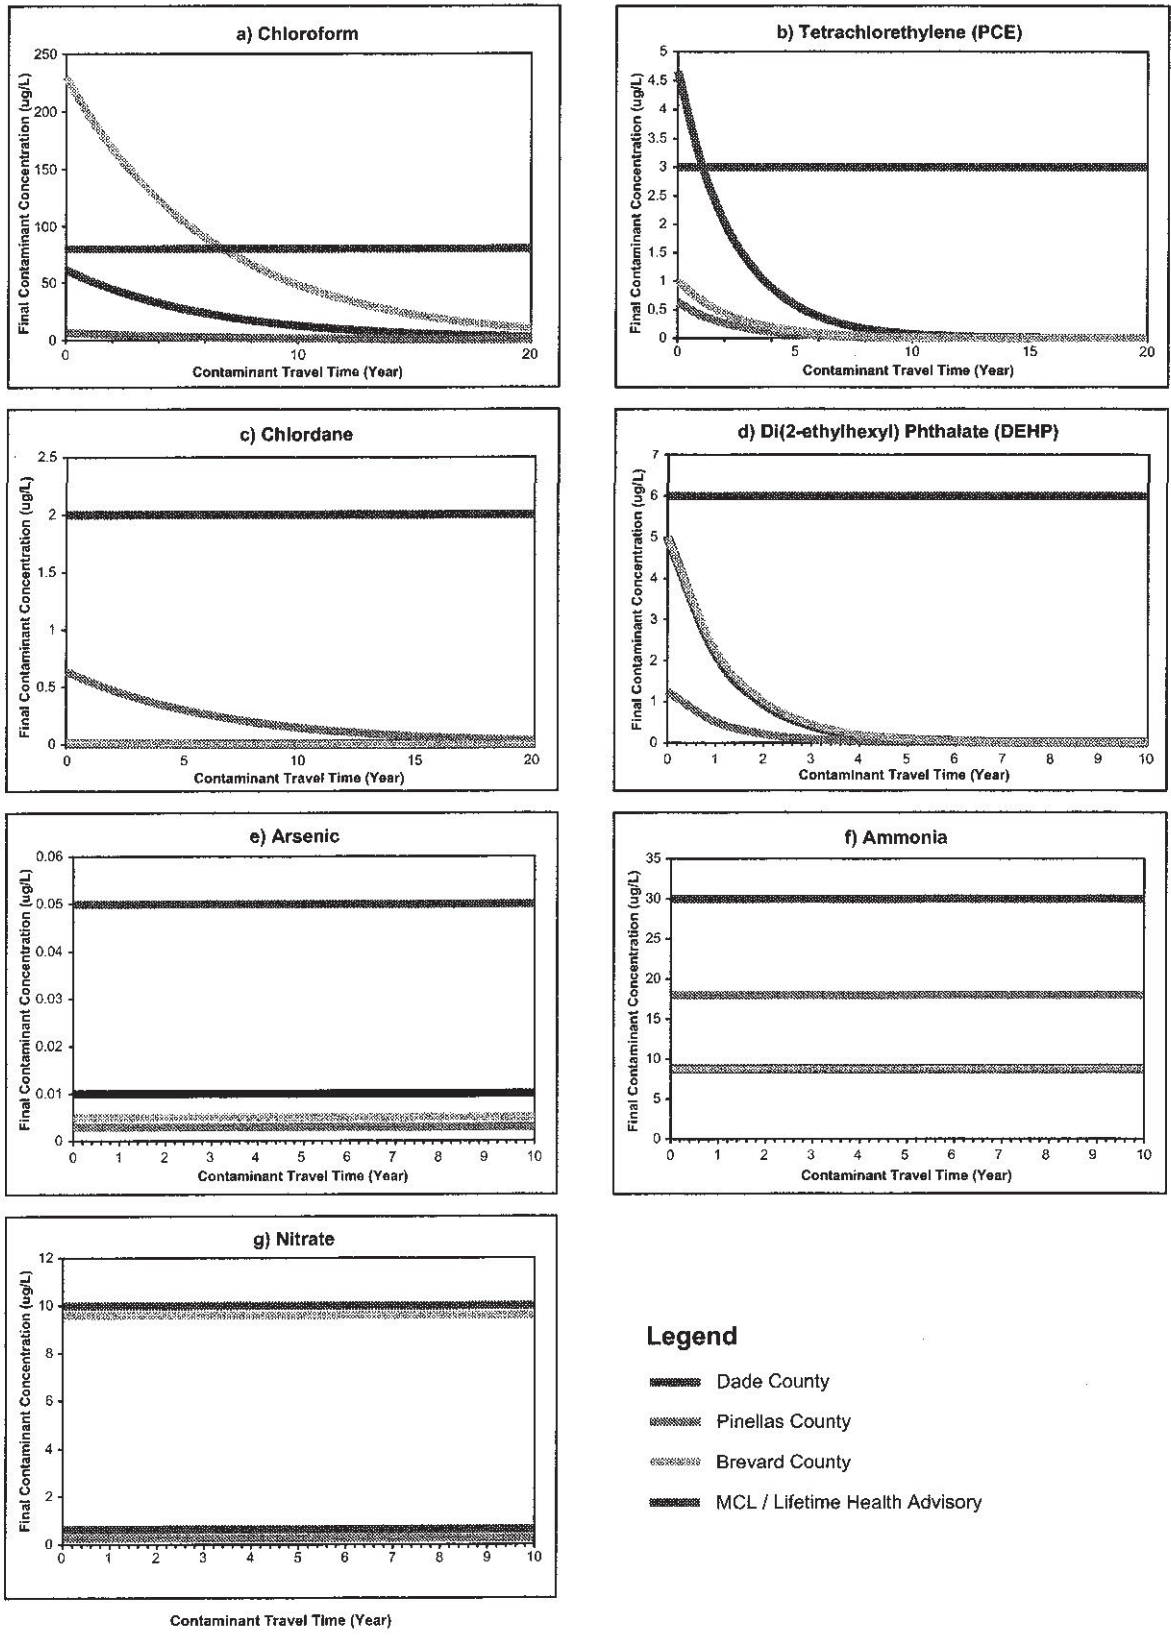 a) Chloroform
Final Contaminant Concentration (ug/L)
250
200
150
100
50
0
0 10 20
Contaminant Travel Time (Year)
b) Tetrachlorethylene (PCE)
Final Contaminant Concentration (ug/L)
5
4.5
4
3.5
3
2.5
2
1.5
1
0.5
0
0 5 10 15 20
Contaminant Travel Time (Year)
c) Chlordane
Final Contaminant Concentration (ug/L)
2.5
2
1.5
1
0.5
0
0 5 10 15 20
Contaminant Travel Time (Year)
d) Di(2-ethylhexyl) Phthalate (DEHP)
Final Contaminant Concentration (ug/L)
7
6
5
4
3
2
1
0
0 1 2 3 4 5 6 7 8 9 10
Contaminant Travel Time (Year)
e) Arsenic
Final Contaminant Concentration (ug/L)
0.06
0.05
0.04
0.03
0.02
0.01
0
0 1 2 3 4 5 6 7 8 9 10
Contaminant Travel Time (Year)
f) Ammonia
Final Contaminant Concentration (ug/L)
35
30
25
20
15
10
5
0
0 1 2 3 4 5 6 7 8 9 10
Contaminant Travel Time (Year)
g) Nitrate
Final Contaminant Concentration (ug/L)
12
10
8
6
4
2
0
0 1 2 3 4 5 6 7 8 9 10
Contaminant Travel Time (Year)
Legend
Dade County
Pinellas County
Brevard County
MCL / Lifetime Health Advisory